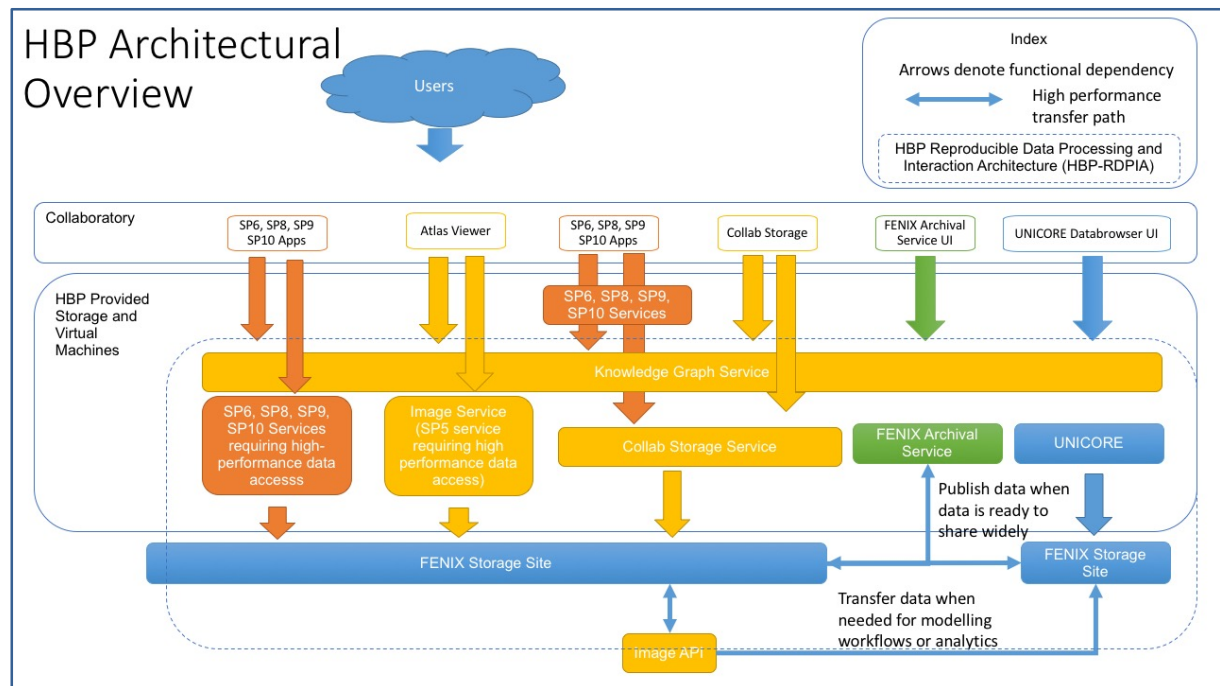 HBP Architectural
Overview
Users
Index
Arrows denote functional dependency
High performance
transfer path
HBP Reproducible Data Processing and
Interaction Architecture (HBP-RDPIA)
Collaboratory
SP6, SP8, SP9
SP10 Apps
Atlas Viewer
SP6, SP8, SP9
SP10 Apps
Collab Storage
FENIX Archival
Service UI
UNICORE Databrowser UI
HBP Provided
Storage and
Virtual
Machines
SP6, SP8, SP9,
SP10 Services
Knowledge Graph Service
SP6, SP8, SP9,
SP10 Services
requiring high-
performance data
accesss
Image Service
(SP5 service
requiring high
performance data
access)
Collab Storage Service
FENIX Archival
Service
UNICORE
Publish data when
data is ready to
share widely
FENIX Storage Site
FENIX Storage
Site
Transfer data when
needed for modelling
workflows or analytics
Image API